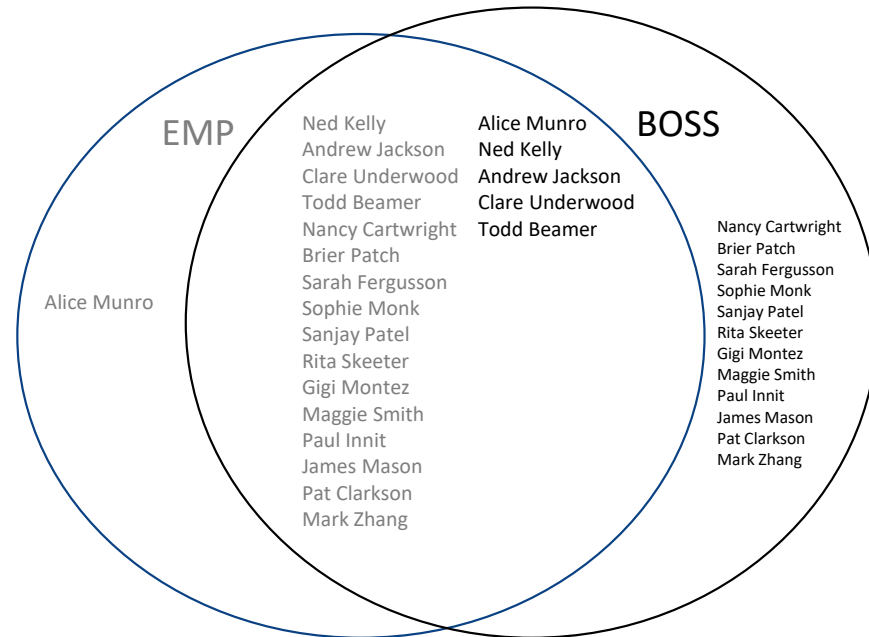 EMP
BOSS
Alice Munro
Ned Kelly
Andrew Jackson
Clare Underwood
Todd Beamer
Nancy Cartwright
Brier Patch
Sarah Fergusson
Sophie Monk
Sanjay Patel
Rita Skeeter
Gigi Montez
Maggie Smith
Paul Innit
James Mason
Pat Clarkson
Mark Zhang
Alice Munro
Ned Kelly
Andrew Jackson
Clare Underwood
Todd Beamer
Nancy Cartwright
Brier Patch
Sarah Fergusson
Sophie Monk
Sanjay Patel
Rita Skeeter
Gigi Montez
Maggie Smith
Paul Innit
James Mason
Pat Clarkson
Mark Zhang